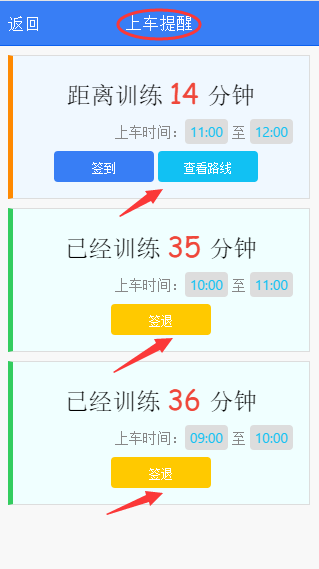 返回 上车提醒
距离训练 14 分钟
上车时间：11:00 至 12:00
签到 查看路线
已经训练 35 分钟
上车时间：10:00 至 11:00
签退
已经训练 36 分钟
上车时间：09:00 至 10:00
签退